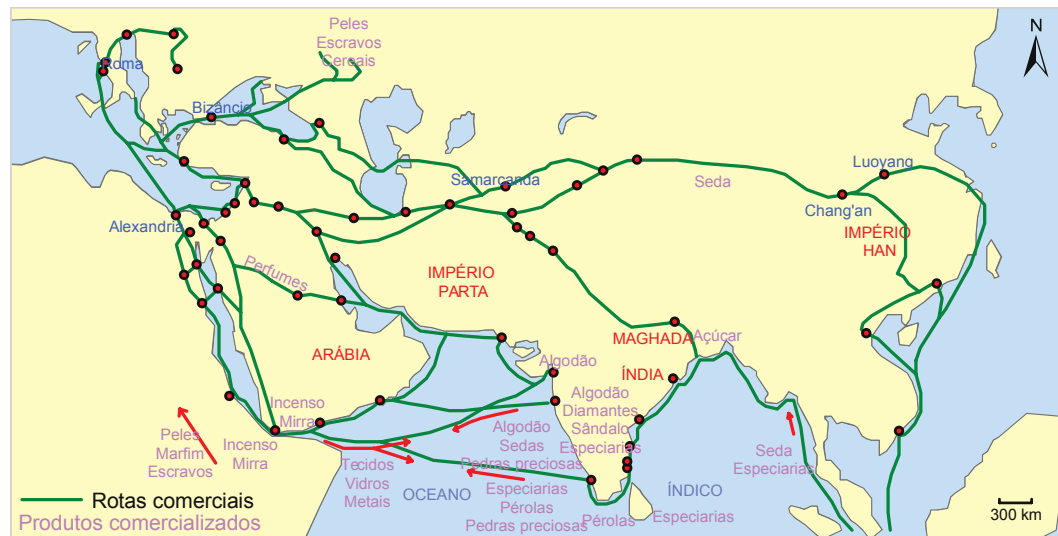 Peles
Escravos
Cereais
N
Roma
Bizâncio
Samarcanda
Seda
Luoyang
Chang'an
Alexandria
IMPÉRIO
HAN
Perfumes
IMPÉRIO
PARTA
MAGHADA
Açúcar
ARÁBIA
Algodão
ÍNDIA
Incenso
Mirra
Algodão
Diamantes
Sândalo
Especiarias
Peles
Marfim
Escravos
Incenso
Mirra
Algodão
Sedas
Pedras preciosas
Seda
Especiarias
Tecidos
Vidros
Metais
OCEANO
Especiarias
Pérolas
Pedras preciosas
Pérolas
ÍNDICO
Especiarias
Rotas comerciais
Produtos comercializados
300 km